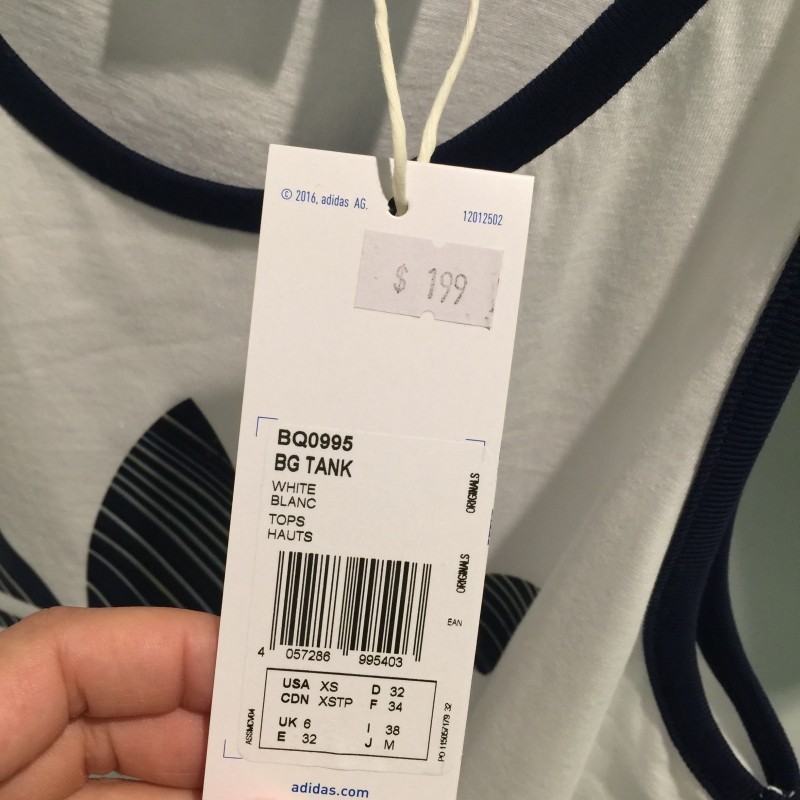 © 2016, adidas AG.
12012502
$ 199
BQ0995
BG TANK
WHITE
BLANC
TOPS
HAUTS
ORIGINALS
ORIGINALS
EAN
4 057286 995403
USA XS D 32
CDN XSTP F 34
UK 6 I 38
E 32 J M
adidas.com